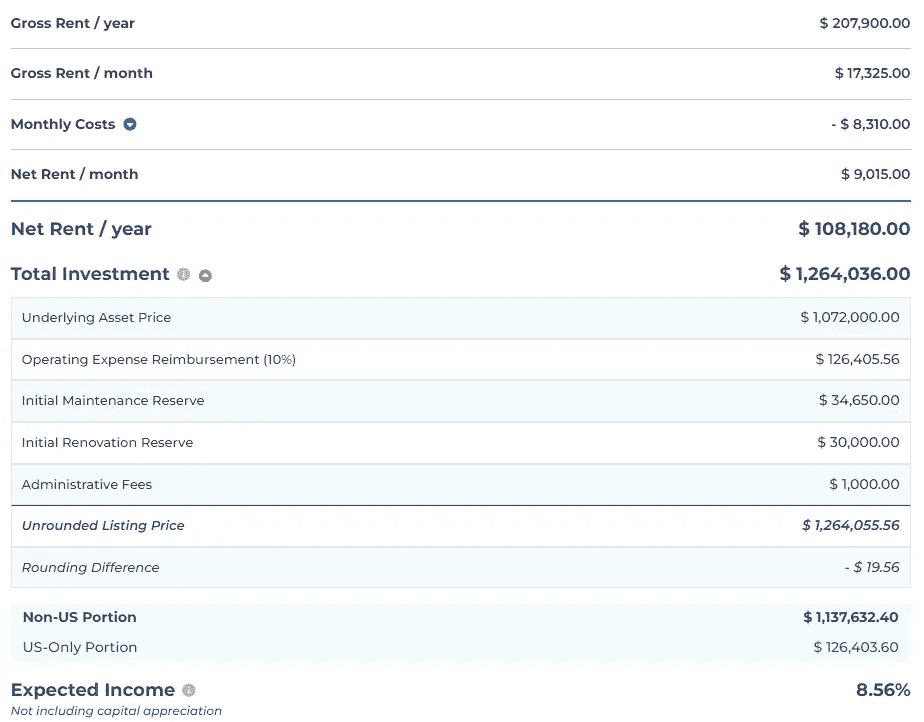 Gross Rent / year $ 207,900.00
Gross Rent / month $ 17,325.00
Monthly Costs - $ 8,310.00
Net Rent / month $ 9,015.00
Net Rent / year $ 108,180.00
Total Investment $ 1,264,036.00
Underlying Asset Price $ 1,072,000.00
Operating Expense Reimbursement (10%) $ 126,405.56
Initial Maintenance Reserve $ 34,650.00
Initial Renovation Reserve $ 30,000.00
Administrative Fees $ 1,000.00
Unrounded Listing Price $ 1,264,055.56
Rounding Difference - $ 19.56
Non-US Portion $ 1,137,632.40
US-Only Portion $ 126,403.60
Expected Income 8.56%
Not including capital appreciation